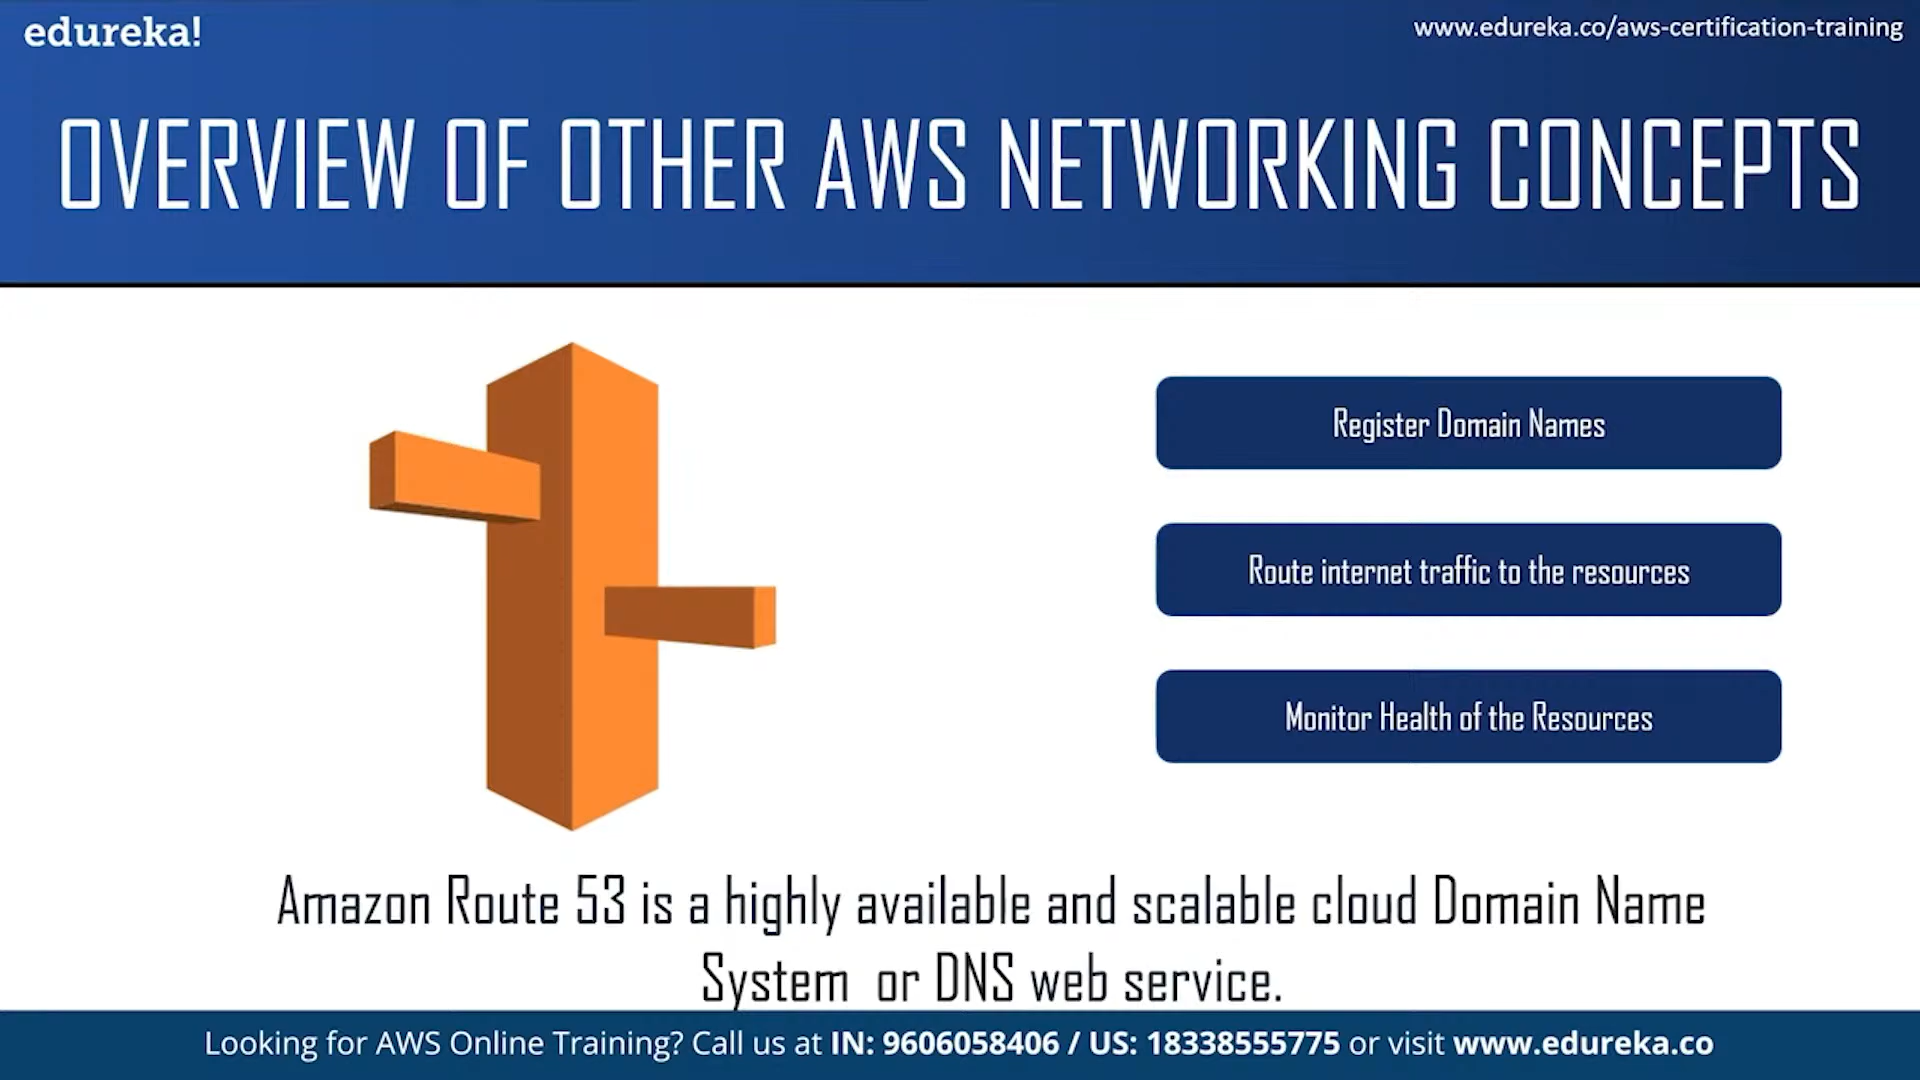 edureka!
www.edureka.co/aws-certification-training
OVERVIEW OF OTHER AWS NETWORKING CONCEPTS
Register Domain Names
Route internet traffic to the resources
Monitor Health of the Resources
Amazon Route 53 is a highly available and scalable cloud Domain Name
System or DNS web service.
Looking for AWS Online Training? Call us at IN: 9606058406 / US: 18338555775 or visit www.edureka.co